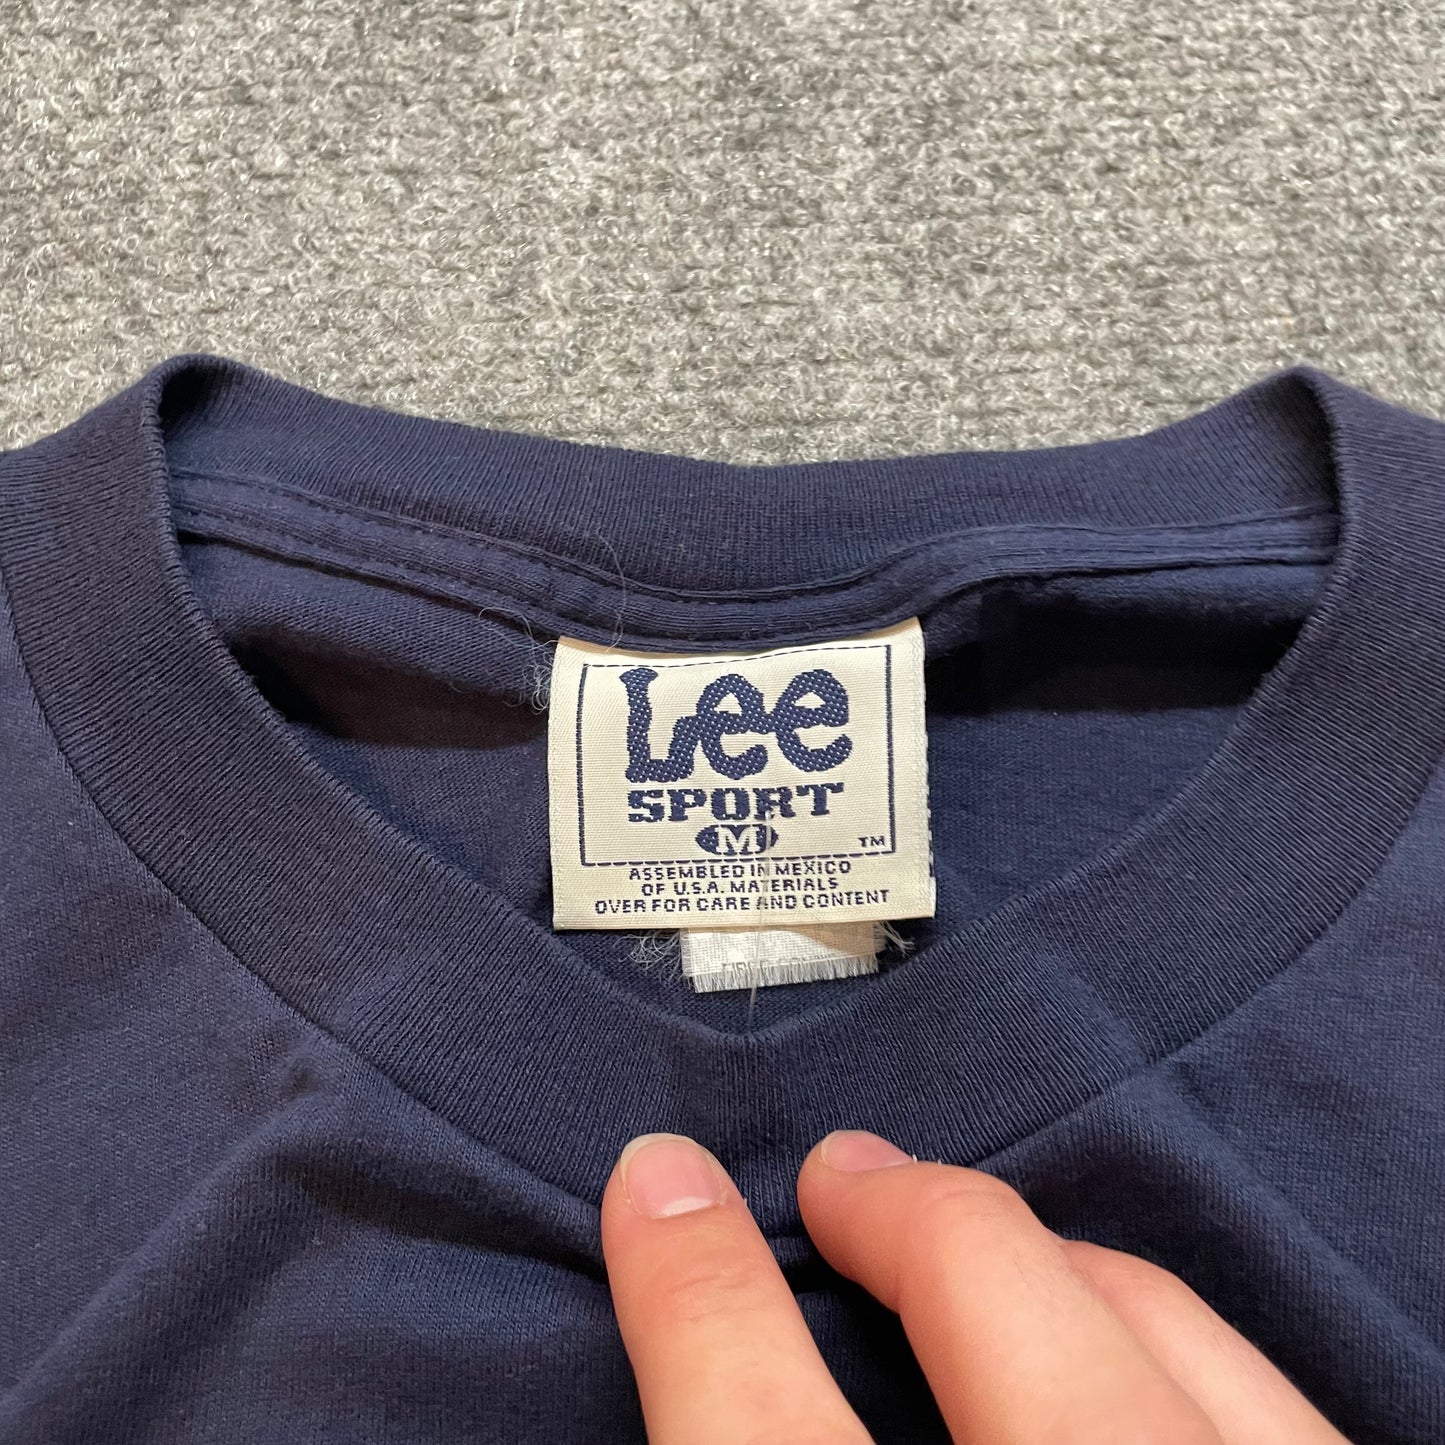 Lee
SPORT
M
TM
ASSEMBLED IN MEXICO
OF U.S.A. MATERIALS
OVER FOR CARE AND CONTENT